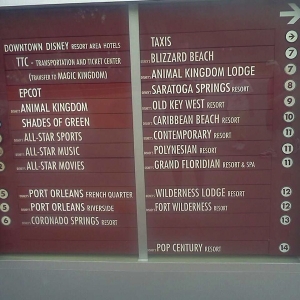 DOWNTOWN DISNEY RESORT AREA HOTELS
TTC - TRANSPORTATION AND TICKET CENTER
(TRANSFER TO MAGIC KINGDOM)
EPCOT
ANIMAL KINGDOM
SHADES OF GREEN
ALL-STAR SPORTS
ALL-STAR MUSIC
ALL-STAR MOVIES
5 PORT ORLEANS FRENCH QUARTER
5 PORT ORLEANS RIVERSIDE
6 CORONADO SPRINGS RESORT
TAXIS →
BLIZZARD BEACH 7
ANIMAL KINGDOM LODGE 7
SARATOGA SPRINGS RESORT
OLD KEY WEST RESORT
CARIBBEAN BEACH RESORT
CONTEMPORARY RESORT
POLYNESIAN RESORT 11
GRAND FLORIDIAN RESORT & SPA 11
WILDERNESS LODGE RESORT 12
FORT WILDERNESS RESORT 12
13
POP CENTURY RESORT 14